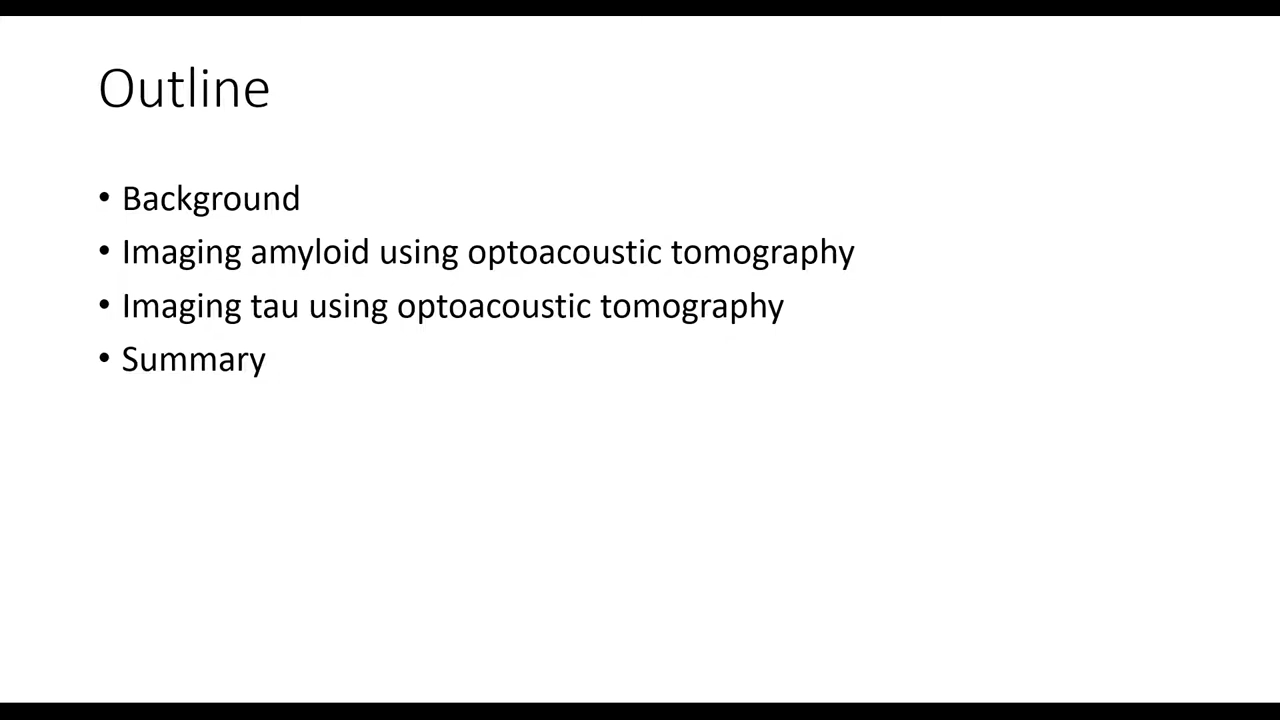 Outline
• Background
• Imaging amyloid using optoacoustic tomography
• Imaging tau using optoacoustic tomography
• Summary